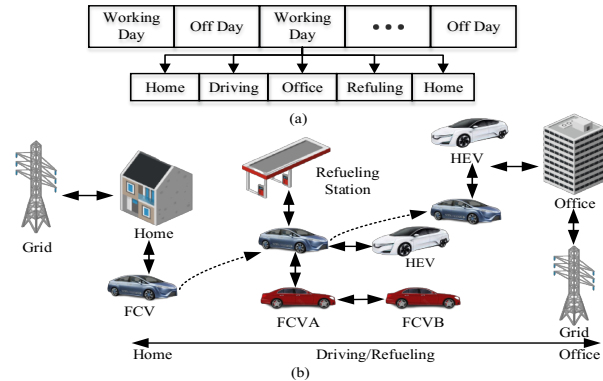 Working Day
Off Day
Working Day
• • •
Off Day
Home
Driving
Office
Refuling
Home
(a)
HEV
Refueling
Station
Office
Grid
Home
HEV
FCV
FCVA
FCVB
Grid
Home
Driving/Refueling
Office
(b)